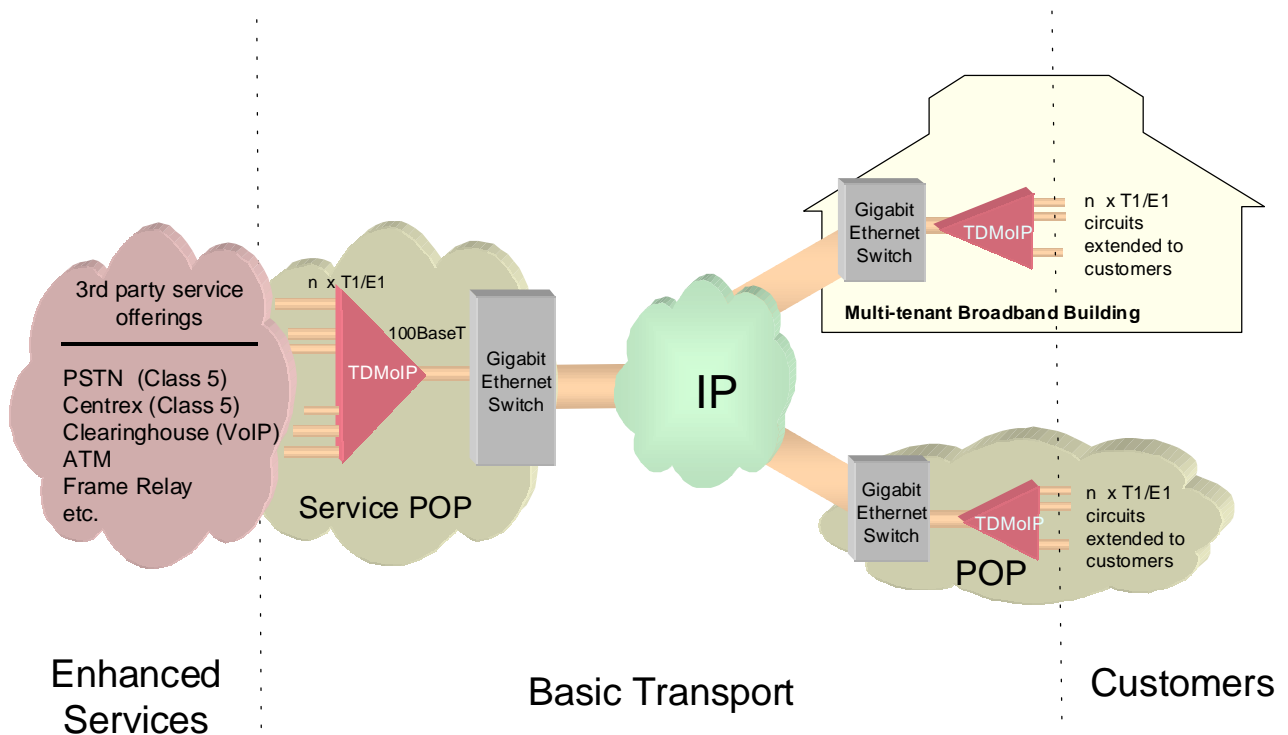 3rd party service
offerings
PSTN (Class 5)
Centrex (Class 5)
Clearinghouse (VoIP)
ATM
Frame Relay
etc.
n x T1/E1
TDMoIP
100BaseT
Gigabit
Ethernet
Switch
Service POP
IP
Gigabit
Ethernet
Switch
TDMoIP
n x T1/E1
circuits
extended to
customers
Multi-tenant Broadband Building
Gigabit
Ethernet
Switch
TDMoIP
n x T1/E1
circuits
extended to
customers
POP
Enhanced
Services
Basic Transport
Customers